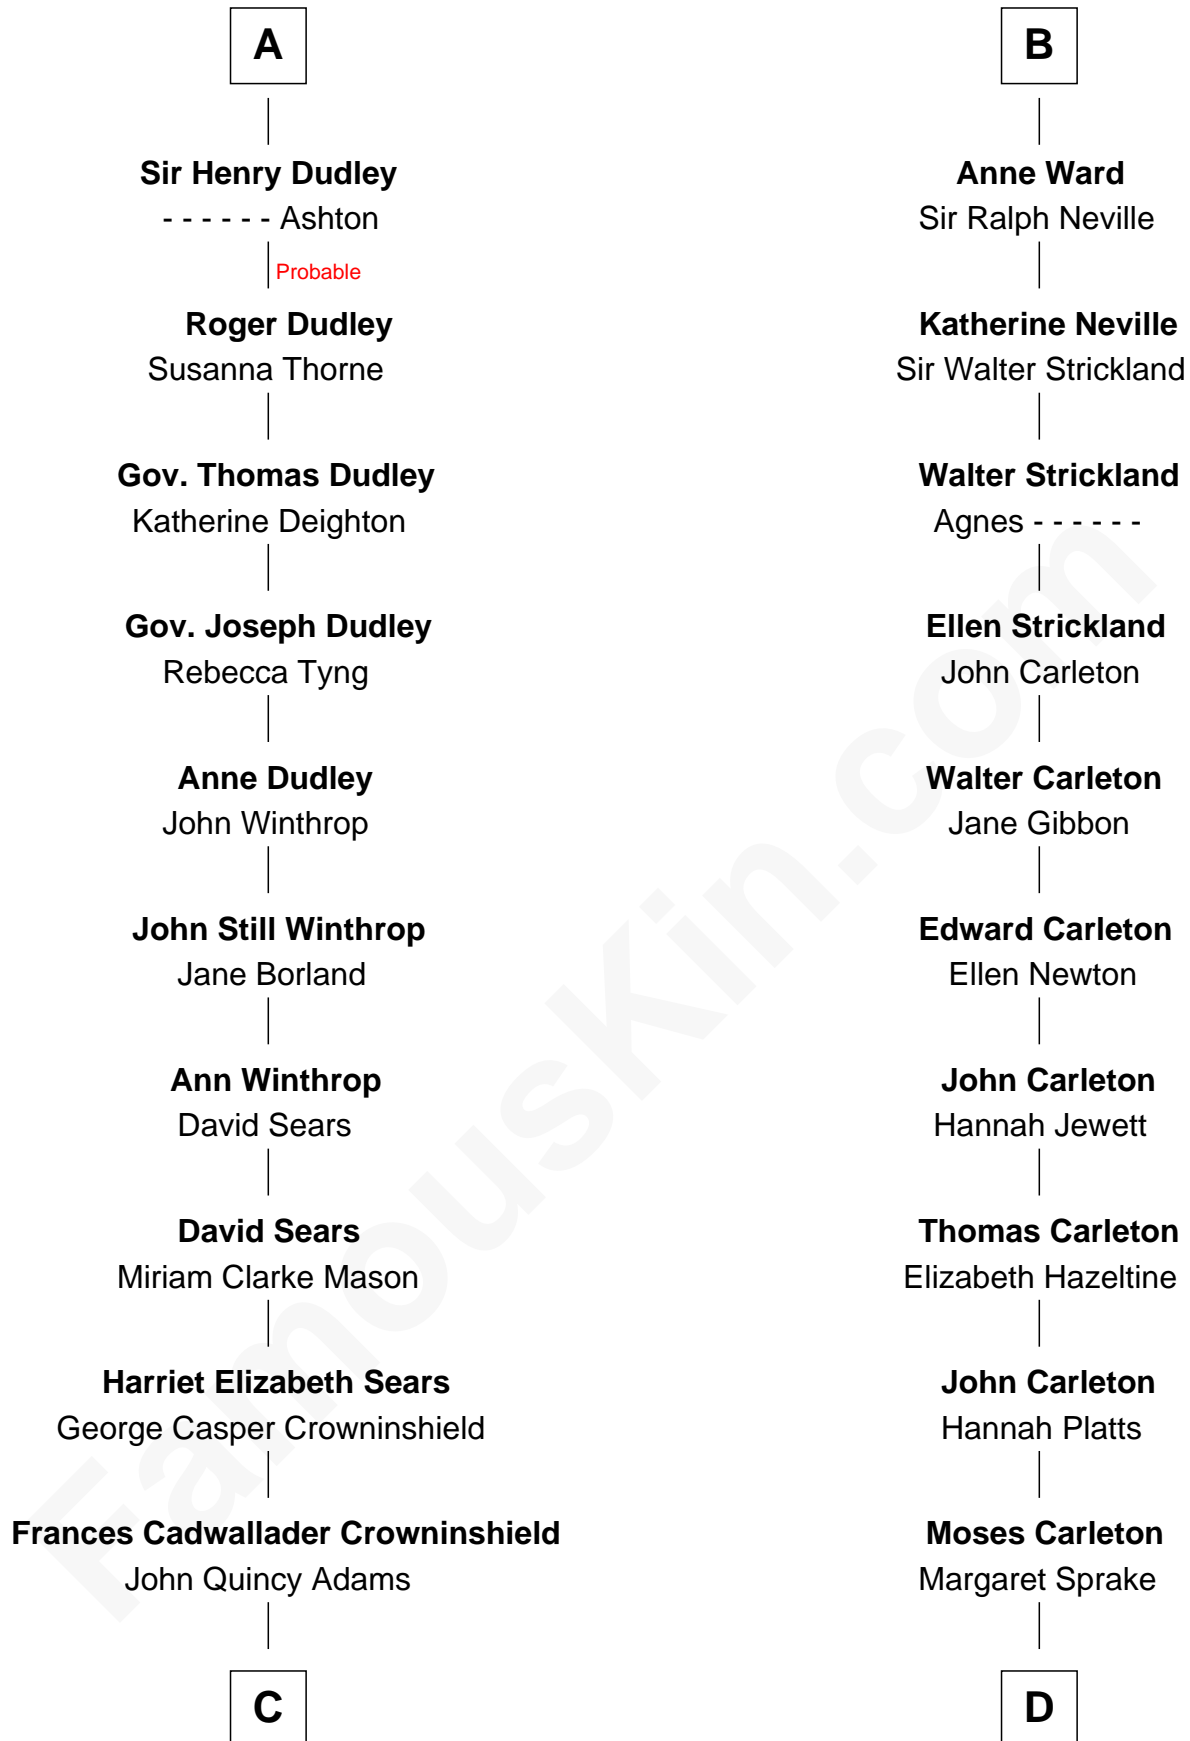 A
Sir Henry Dudley
- - - - - - Ashton
Probable
Roger Dudley
Susanna Thorne
Gov. Thomas Dudley
Katherine Deighton
Gov. Joseph Dudley
Rebecca Tyng
Anne Dudley
John Winthrop
John Still Winthrop
Jane Borland
Ann Winthrop
David Sears
David Sears
Miriam Clarke Mason
Harriet Elizabeth Sears
George Casper Crowninshield
Frances Cadwallader Crowninshield
John Quincy Adams
C
B
Anne Ward
Sir Ralph Neville
Katherine Neville
Sir Walter Strickland
Walter Strickland
Agnes - - - - - -
Ellen Strickland
John Carleton
Walter Carleton
Jane Gibbon
Edward Carleton
Ellen Newton
John Carleton
Hannah Jewett
Thomas Carleton
Elizabeth Hazeltine
John Carleton
Hannah Platts
Moses Carleton
Margaret Sprake
D
FamousKin.com